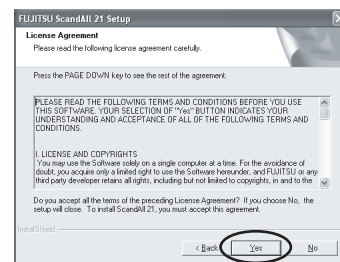 FUJITSU ScandAll 21 Setup
License Agreement
Please read the following license agreement carefully.
Press the PAGE DOWN key to see the rest of the agreement.
PLEASE READ THE FOLLOWING TERMS AND CONDITIONS BEFORE YOU USE
THIS SOFTWARE. YOUR SELECTION OF "Yes" BUTTON INDICATES YOUR
UNDERSTANDING AND ACCEPTANCE OF ALL OF THE FOLLOWING TERMS AND
CONDITIONS.
I. LICENSE AND COPYRIGHTS
You may use the Software solely on a single computer at a time. For the avoidance of
doubt, you acquire only a limited right to use the Software hereunder, and FUJITSU or any
third party developer retains all rights, including but not limited to copyrights, in and to the
Do you accept all the terms of the preceding License Agreement? If you choose No, the
setup will close. To install ScandAll 21, you must accept this agreement.
InstallShield
< Back Yes No